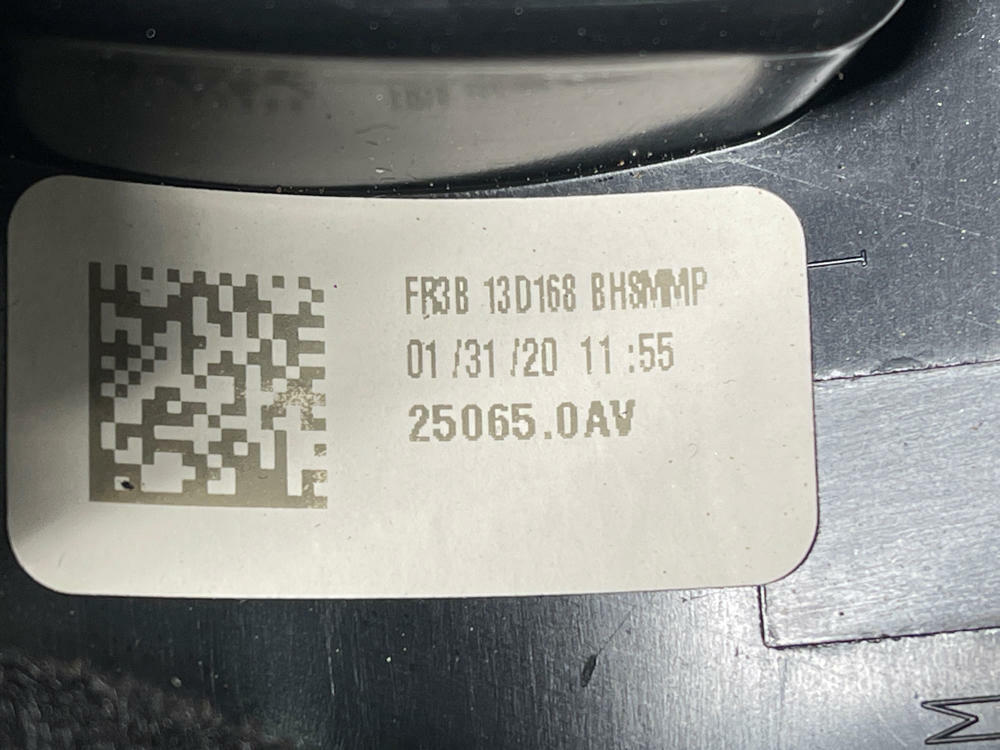 FR3B 13D168 BHSMMP
01/31/20 11:55
25065.0AV
M